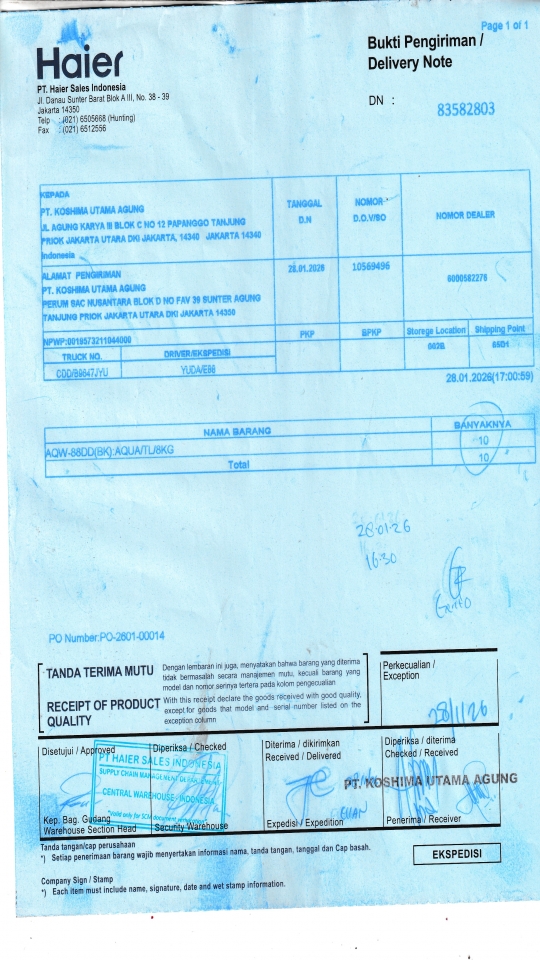 Page 1 of 1
Haier
PT. Haier Sales Indonesia
Jl. Danau Sunter Barat Blok A III, No. 38 - 39
Jakarta 14350
Telp : (021) 6505668 (Hunting)
Fax : (021) 6512556
Bukti Pengiriman /
Delivery Note
DN : 83582803
KEPADA
PT. KOSHIMA UTAMA AGUNG
JL AGUNG KARYA III BLOK C NO 12 PAPANGGO TANJUNG
PRIOK JAKARTA UTARA DKI JAKARTA, 14340 JAKARTA 14340
Indonesia
TANGGAL
D.N
NOMOR
D.O.V/SO
NOMOR DEALER
ALAMAT PENGIRIMAN
PT. KOSHIMA UTAMA AGUNG
PERUM SAC NUSANTARA BLOK D NO FAV 36 SUNTER AGUNG
TANJUNG PRIOK JAKARTA UTARA DKI JAKARTA 14350
28.01.2026
10569496
6000582276
NPWP:0019573211044000
PKP
BPKP
Storege Location
Shipping Point
602B
65D1
TRUCK NO.
DRIVER/EKSPEDISI
CDD/B9647JYU
YUDA/E88
28.01.2026(17:00:59)
NAMA BARANG
BANYAKNYA
AQW-88DD(BK):AQUA/TL/8KG
10
Total
10
28.01.26
16.30
PO Number:PO-2601-00014
TANDA TERIMA MUTU
Dengan lembaran ini juga, menyatakan bahwa barang yang diterima
tidak bermasalah secara manajemen mutu, kecuali barang yang
model dan nomor serinya tertera pada kolom pengecualian
RECEIPT OF PRODUCT
QUALITY
With this receipt declare the goods received with good quality,
except for goods that model and serial number listed on the
exception column
Perkecualian /
Exception
28/1/26
Disetujui / Approved
Diperiksa / Checked
Diterima / dikirimkan
Received / Delivered
Diperiksa / diterima
Checked / Received
PT HAIER SALES INDONESIA
SUPPLY CHAIN MANAGEMENT DEPARTEMENT
CENTRAL WAREHOUSE- INDONESIA
*Valid only for SCM document verification*
PT. KOSHIMA UTAMA AGUNG
Kep. Bag. Gudang
Warehouse Section Head
Security Warehouse
Expedisi / Expedition
Penerima / Receiver
Tanda tangan/cap perusahaan
*) Setiap penerimaan barang wajib menyertakan informasi nama, tanda tangan, tanggal dan Cap basah.
EKSPEDISI
Company Sign / Stamp
*) Each item must include name, signature, date and wet stamp information.